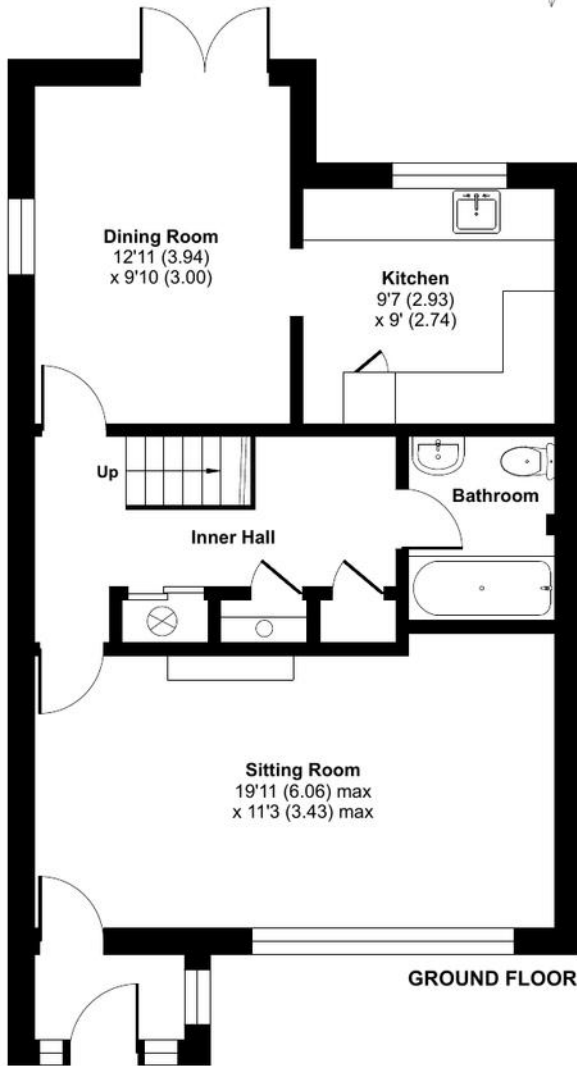 Dining Room
12'11 (3.94)
x 9'10 (3.00)
Kitchen
9'7 (2.93)
x 9' (2.74)
Up
Bathroom
Inner Hall
Sitting Room
19'11 (6.06) max
x 11'3 (3.43) max
GROUND FLOOR